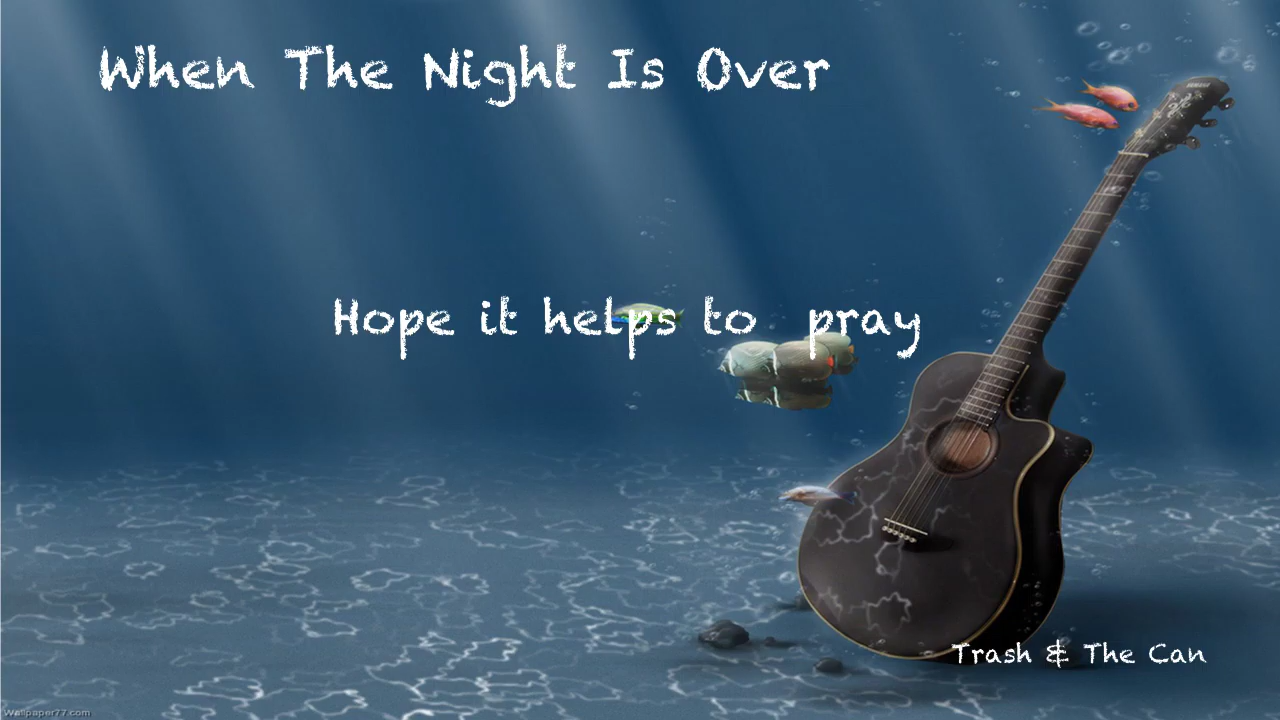 When The Night Is Over
Hope it helps to pray
Trash & The Can
Wallpaper77.com